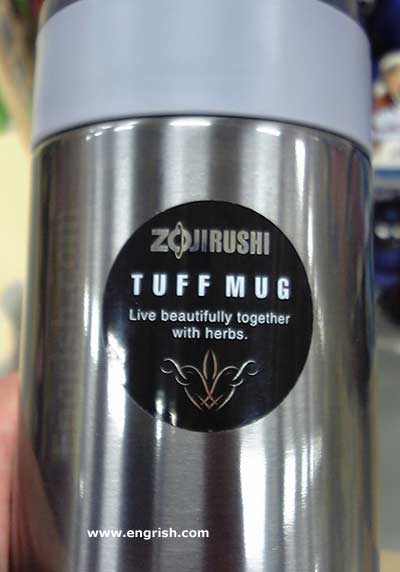 ZOJIRUSHI
TUFF MUG
Live beautifully together
with herbs.
www.engrish.com